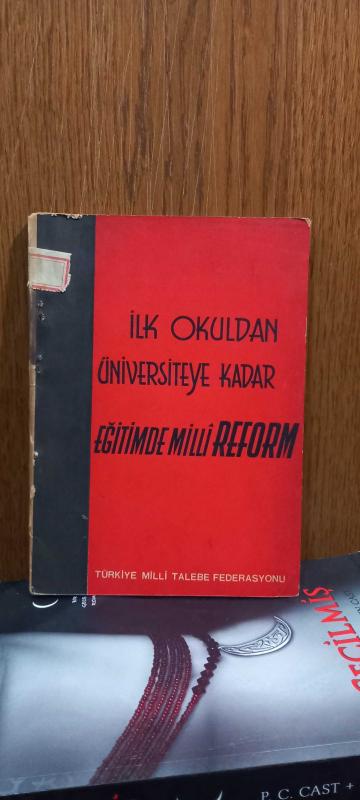 İLK OKULDAN
ÜNİVERSİTEYE KADAR
EĞİTİMDE MİLLÎ REFORM
TÜRKİYE MİLLİ TALEBE FEDERASYONU
SEÇİLMİŞ
P. C. CAST +